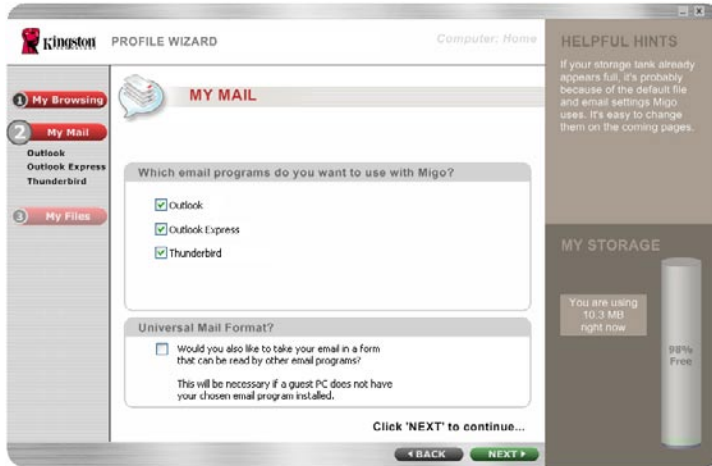 Kingston
PROFILE WIZARD
Computer: Home
1 My Browsing
2 My Mail
Outlook
Outlook Express
Thunderbird
3 My Files
MY MAIL
Which email programs do you want to use with Migo?
Outlook
Outlook Express
Thunderbird
Universal Mail Format?
Would you also like to take your email in a form
that can be read by other email programs?
This will be necessary if a guest PC does not have
your chosen email program installed.
Click 'NEXT' to continue...
BACK
NEXT
HELPFUL HINTS
If your storage tank already
appears full, it's probably
because of the default file
and email settings Migo
uses. It's easy to change
them on the coming pages.
MY STORAGE
You are using
10.3 MB
right now
98%
Free